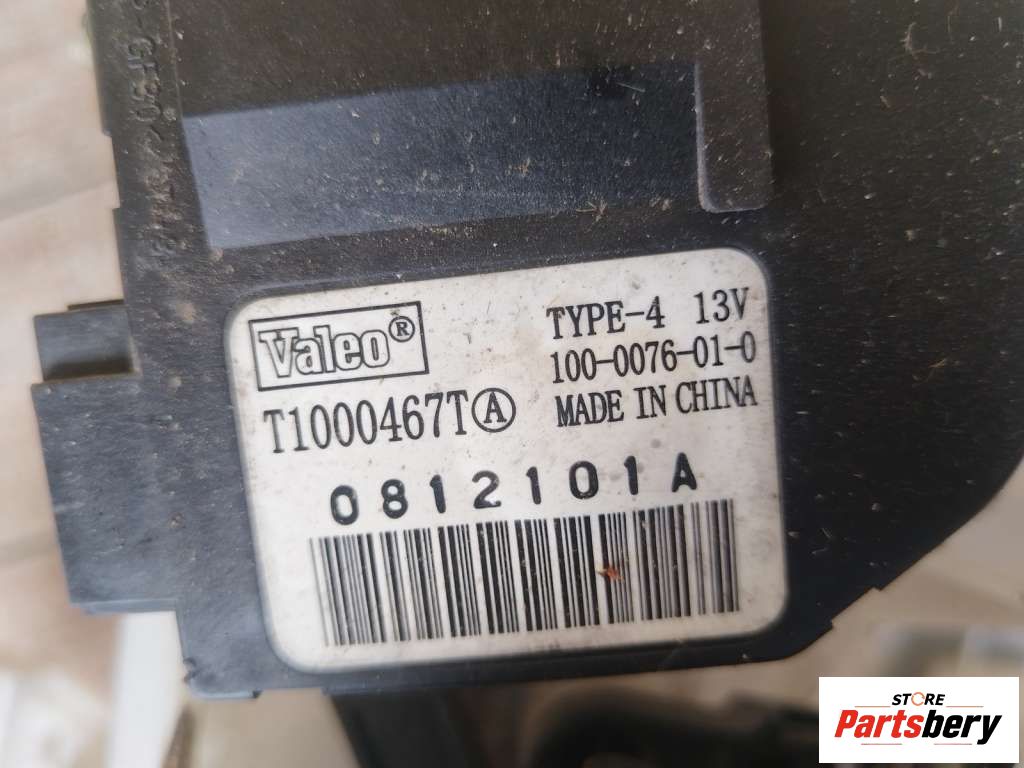 Valeo®
TYPE-4 13V
100-0076-01-0
T1000467TⒶ
MADE IN CHINA
0812101A
STORE
Partsbery